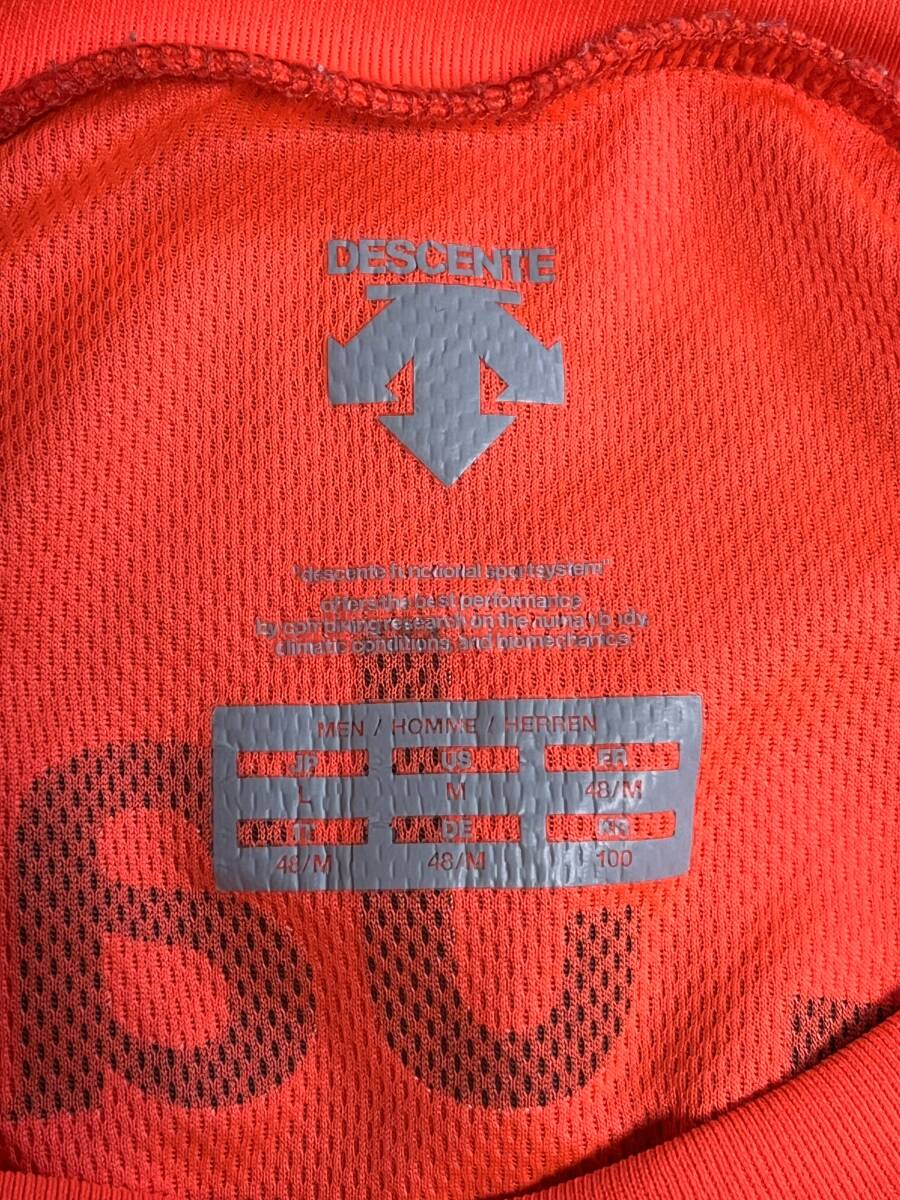 DESCENTE
"descente functional sportsystem"
offers the best performance
by combining research on the human body,
climatic conditions, and biomechanics.
MEN / HOMME / HERREN
JP US FR
L M 48/M
IT DE KR
48/M 48/M 100